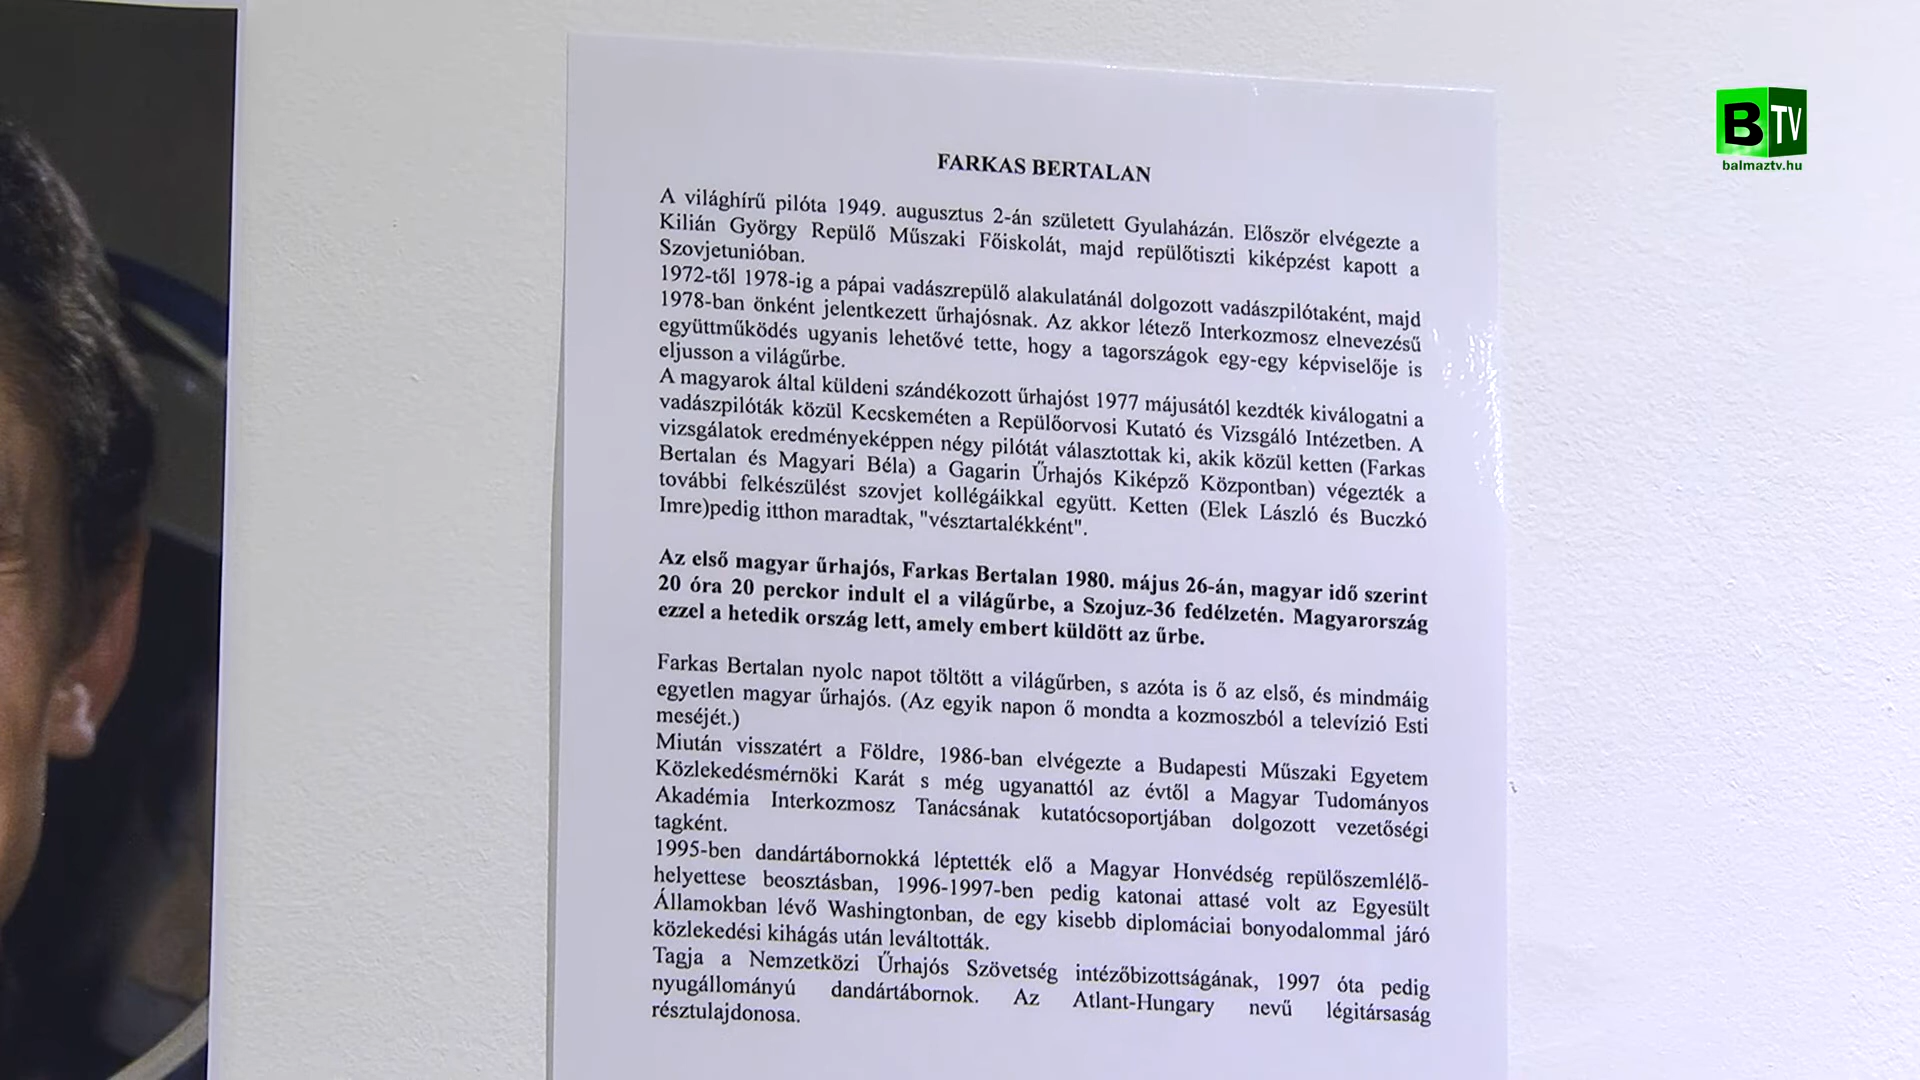 FARKAS BERTALAN
A világhírű pilóta 1949. augusztus 2-án született Gyulaházán. Először elvégezte a
Kilián György Repülő Műszaki Főiskolát, majd repülőtiszti kiképzést kapott a
Szovjetunióban.
1972-től 1978-ig a pápai vadászrepülő alakulatánál dolgozott vadászpilótaként, majd
1978-ban önként jelentkezett űrhajósnak. Az akkor létező Interkozmosz elnevezésű
együttműködés ugyanis lehetővé tette, hogy a tagországok egy-egy képviselője is
eljusson a világűrbe.
A magyarok által küldeni szándékozott űrhajóst 1977 májusától kezdték kiválogatni a
vadászpilóták közül Kecskeméten a Repülőorvosi Kutató és Vizsgáló Intézetben. A
vizsgálatok eredményeképpen négy pilótát választottak ki, akik közül ketten (Farkas
Bertalan és Magyari Béla) a Gagarin Űrhajós Kiképző Központban) végezték a
további felkészülést szovjet kollégáikkal együtt. Ketten (Elek László és Buczkó
Imre)pedig itthon maradtak, "vésztartalékként".
Az első magyar űrhajós, Farkas Bertalan 1980. május 26-án, magyar idő szerint
20 óra 20 perckor indult el a világűrbe, a Szojuz-36 fedélzetén. Magyarország
ezzel a hetedik ország lett, amely embert küldött az űrbe.
Farkas Bertalan nyolc napot töltött a világűrben, s azóta is ő az első, és mindmáig
egyetlen magyar űrhajós. (Az egyik napon ő mondta a kozmoszból a televízió Esti
meséjét.)
Miután visszatért a Földre, 1986-ban elvégezte a Budapesti Műszaki Egyetem
Közlekedésmérnöki Karát s még ugyanattól az évtől a Magyar Tudományos
Akadémia Interkozmosz Tanácsának kutatócsoportjában dolgozott vezetőségi
tagként.
1995-ben dandártábornokká léptették elő a Magyar Honvédség repülőszemlélő-
helyettese beosztásban, 1996-1997-ben pedig katonai attasé volt az Egyesült
Államokban lévő Washingtonban, de egy kisebb diplomáciai bonyodalommal járó
közlekedési kihágás után leváltották.
Tagja a Nemzetközi Űrhajós Szövetség intézőbizottságának, 1997 óta pedig
nyugállományú dandártábornok. Az Atlant-Hungary nevű légitársaság
résztulajdonosa.
B TV
balmaztv.hu